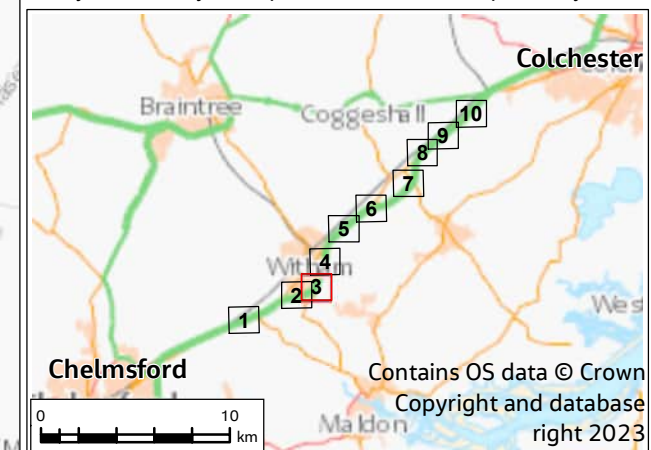 Colchester
Braintree
Coggeshall
10
9
8
7
6
5
4
Witham
3
2
1
Wes
Chelmsford
Contains OS data © Crown
Copyright and database
right 2023
0 10
km
Maldon